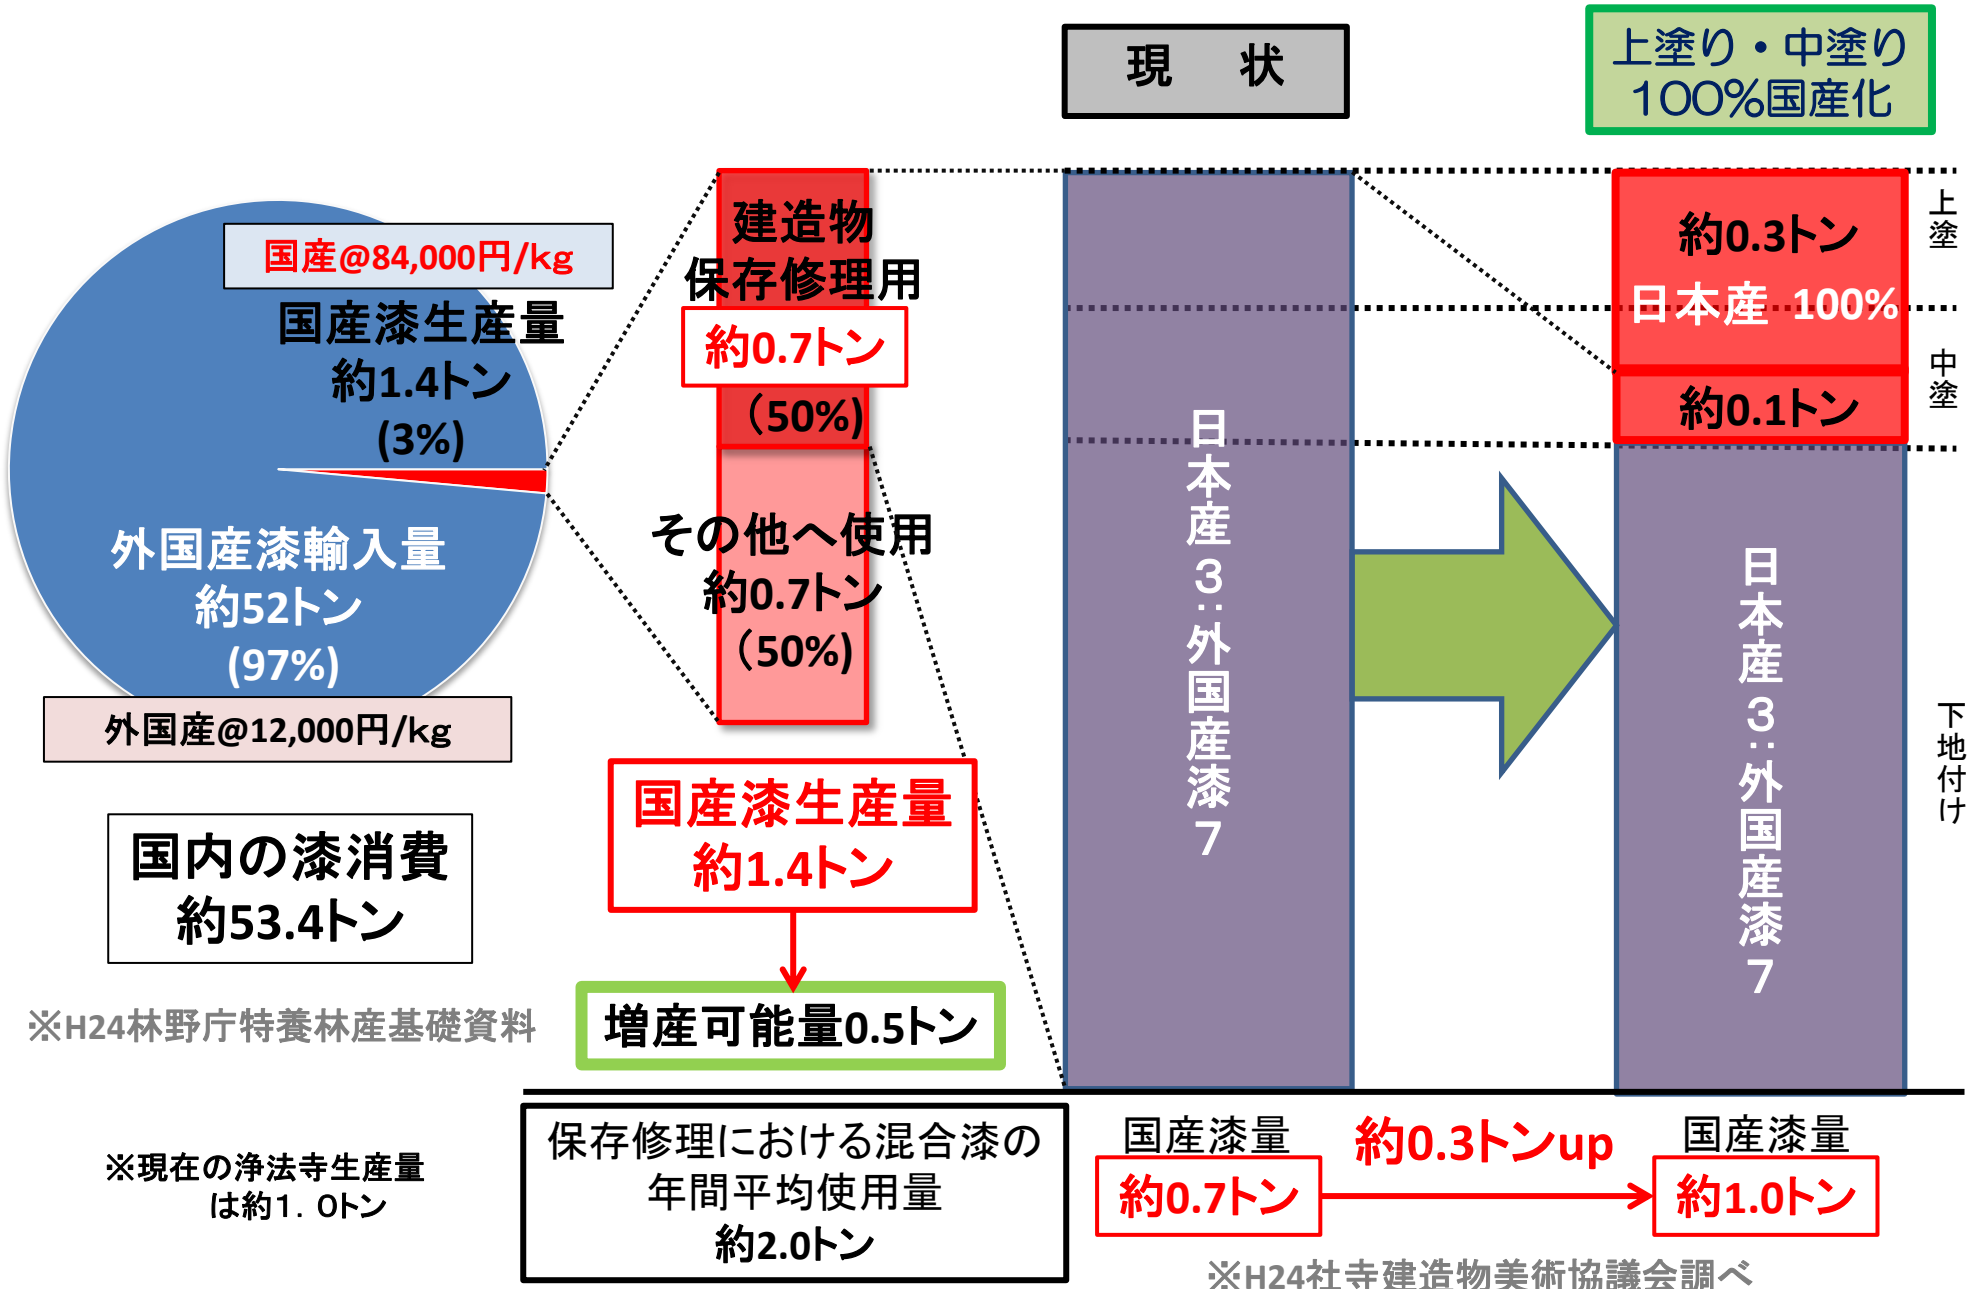 現　状
上塗り・中塗り
100%国産化
国産@84,000円/kg
国産漆生産量
約1.4トン
(3%)
外国産漆輸入量
約52トン
(97%)
外国産@12,000円/kg
国内の漆消費
約53.4トン
※H24林野庁特養林産基礎資料
※現在の浄法寺生産量
は約1.0トン
建造物
保存修理用
約0.7トン
(50%)
その他へ使用
約0.7トン
(50%)
国産漆生産量
約1.4トン
増産可能量0.5トン
保存修理における混合漆の
年間平均使用量
約2.0トン
日本産3:外国産漆7
約0.3トン
日本産 100%
約0.1トン
日本産3:外国産漆7
上塗
中塗
下地付け
国産漆量
約0.7トン
約0.3トンup
国産漆量
約1.0トン
※H24社寺建造物美術協議会調べ